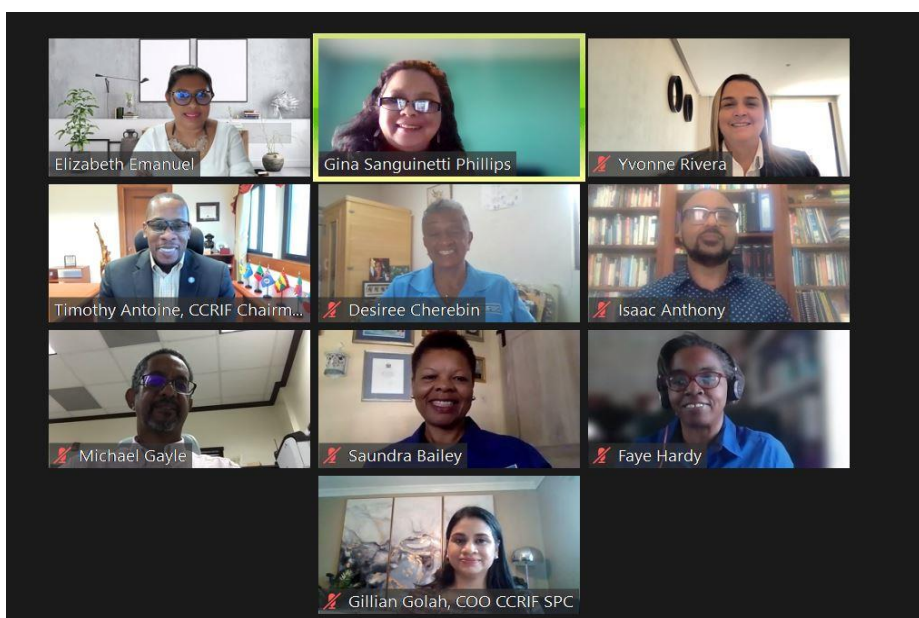 Elizabeth Emanuel
Gina Sanguinetti Phillips
Yvonne Rivera
Timothy Antoine, CCRIF Chairm...
Desiree Cherebin
Isaac Anthony
Michael Gayle
Saundra Bailey
Faye Hardy
Gillian Golah, COO CCRIF SPC